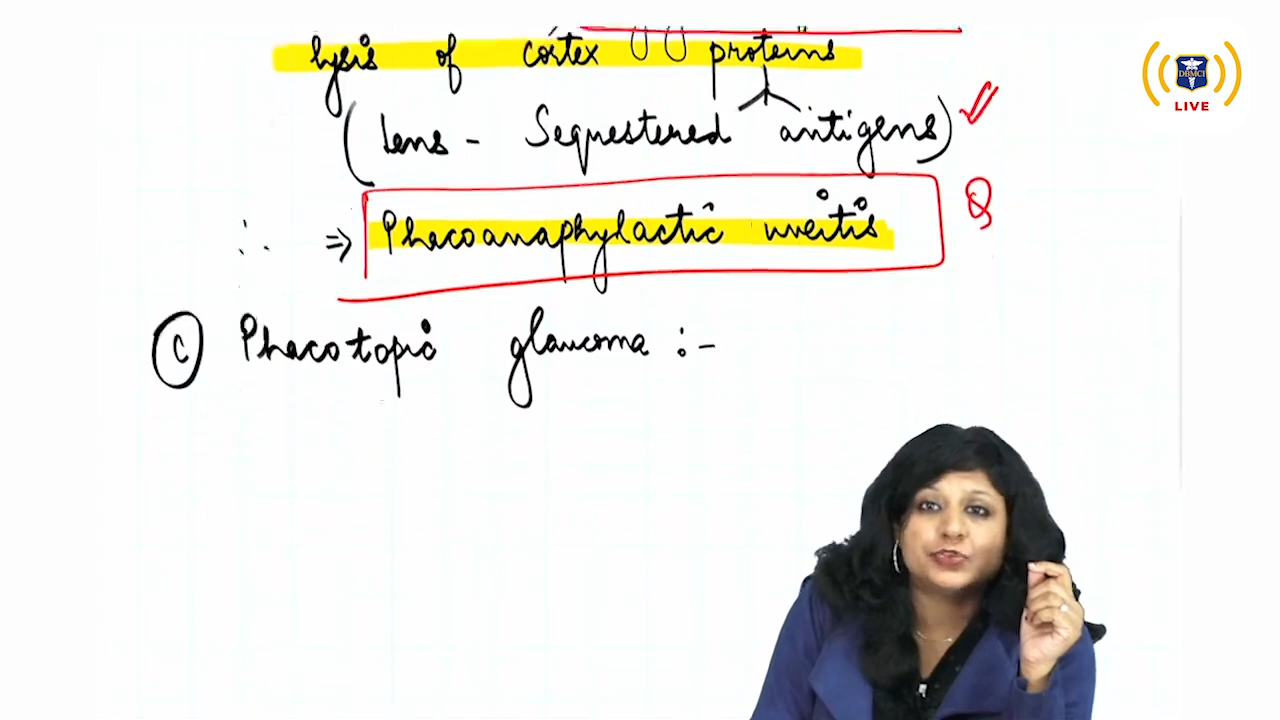 lysis of cortex proteins
(lens - Sequestered antigens)
∴ ⇒ Phacoanaphylactic uveitis Q
C Phacotopic glaucoma :-
DBMCI
LIVE